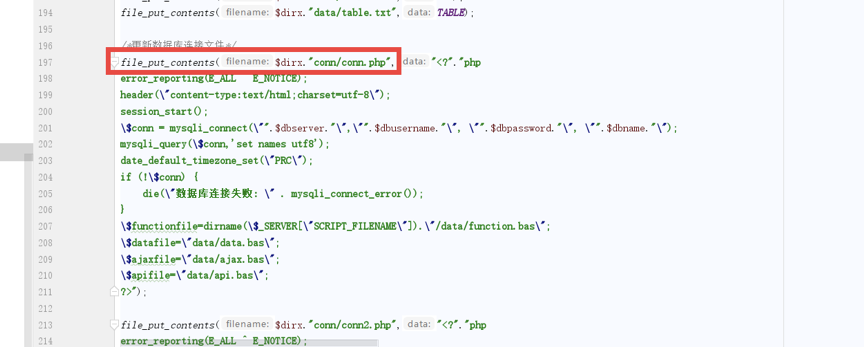 194 file_put_contents( filename: $dirx."data/table.txt", data: TABLE);
195
196 /*更新数据库连接文件*/
197 file_put_contents( filename: $dirx."conn/conn.php", data: "<?"."php
198 error_reporting(E_ALL ^ E_NOTICE);
199 header(\"content-type:text/html;charset=utf-8\");
200 session_start();
201 \$conn = mysqli_connect(\"".$dbserver."\",\"".$dbusername."\", \"".$dbpassword."\", \"".$dbname."\");
202 mysqli_query(\$conn,'set names utf8');
203 date_default_timezone_set(\"PRC\");
204 if (!\$conn) {
205 die(\"数据库连接失败: \" . mysqli_connect_error());
206 }
207 \$functionfile=dirname(\$_SERVER[\"SCRIPT_FILENAME\"]).\"/data/function.bas\";
208 \$datafile=\"data/data.bas\";
209 \$ajaxfile=\"data/ajax.bas\";
210 \$apifile=\"data/api.bas\";
211 ?>");
212
213 file_put_contents( filename: $dirx."conn/conn2.php", data: "<?"."php
214 error_reporting(E_ALL ^ E_NOTICE);